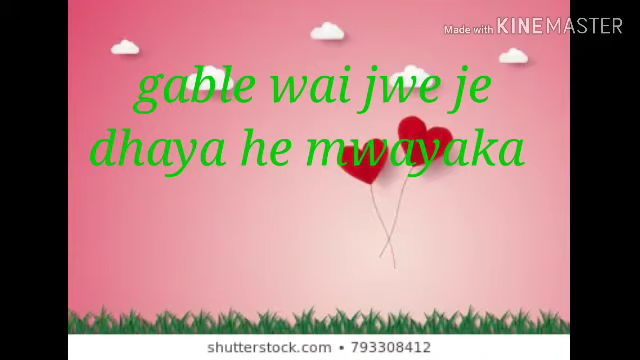 Made with KINEMASTER
gable wai jwe je
dhaya he mwayaka
shutterstock.com • 793308412